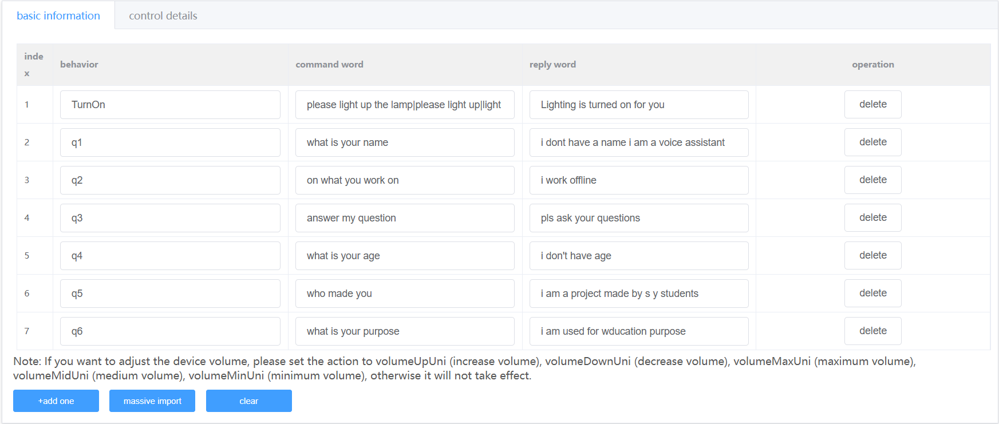 basic information control details
inde
x behavior command word reply word operation
1 TurnOn please light up the lamp|please light up|light Lighting is turned on for you delete
2 q1 what is your name i dont have a name i am a voice assistant delete
3 q2 on what you work on i work offline delete
4 q3 answer my question pls ask your questions delete
5 q4 what is your age i don't have age delete
6 q5 who made you i am a project made by s y students delete
7 q6 what is your purpose i am used for wducation purpose delete
Note: If you want to adjust the device volume, please set the action to volumeUpUni (increase volume), volumeDownUni (decrease volume), volumeMaxUni (maximum volume),
volumeMidUni (medium volume), volumeMinUni (minimum volume), otherwise it will not take effect.
+add one massive import clear